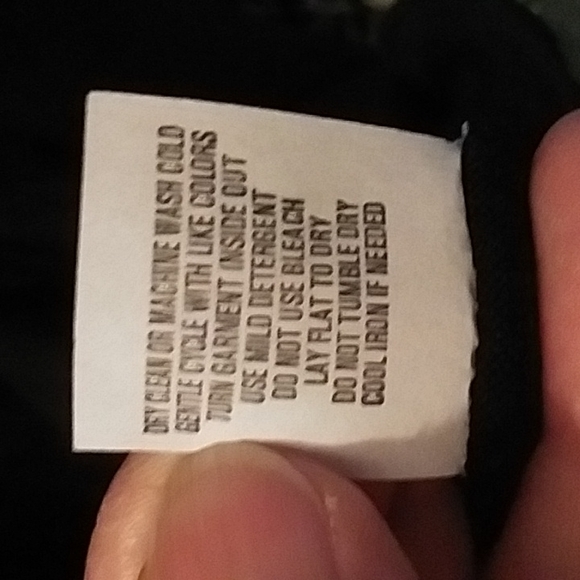 DRY CLEAN OR MACHINE WASH COLD
GENTLE CYCLE WITH LIKE COLORS
TURN GARMENT INSIDE OUT
USE MILD DETERGENT
DO NOT USE BLEACH
LAY FLAT TO DRY
DO NOT TUMBLE DRY
COOL IRON IF NEEDED